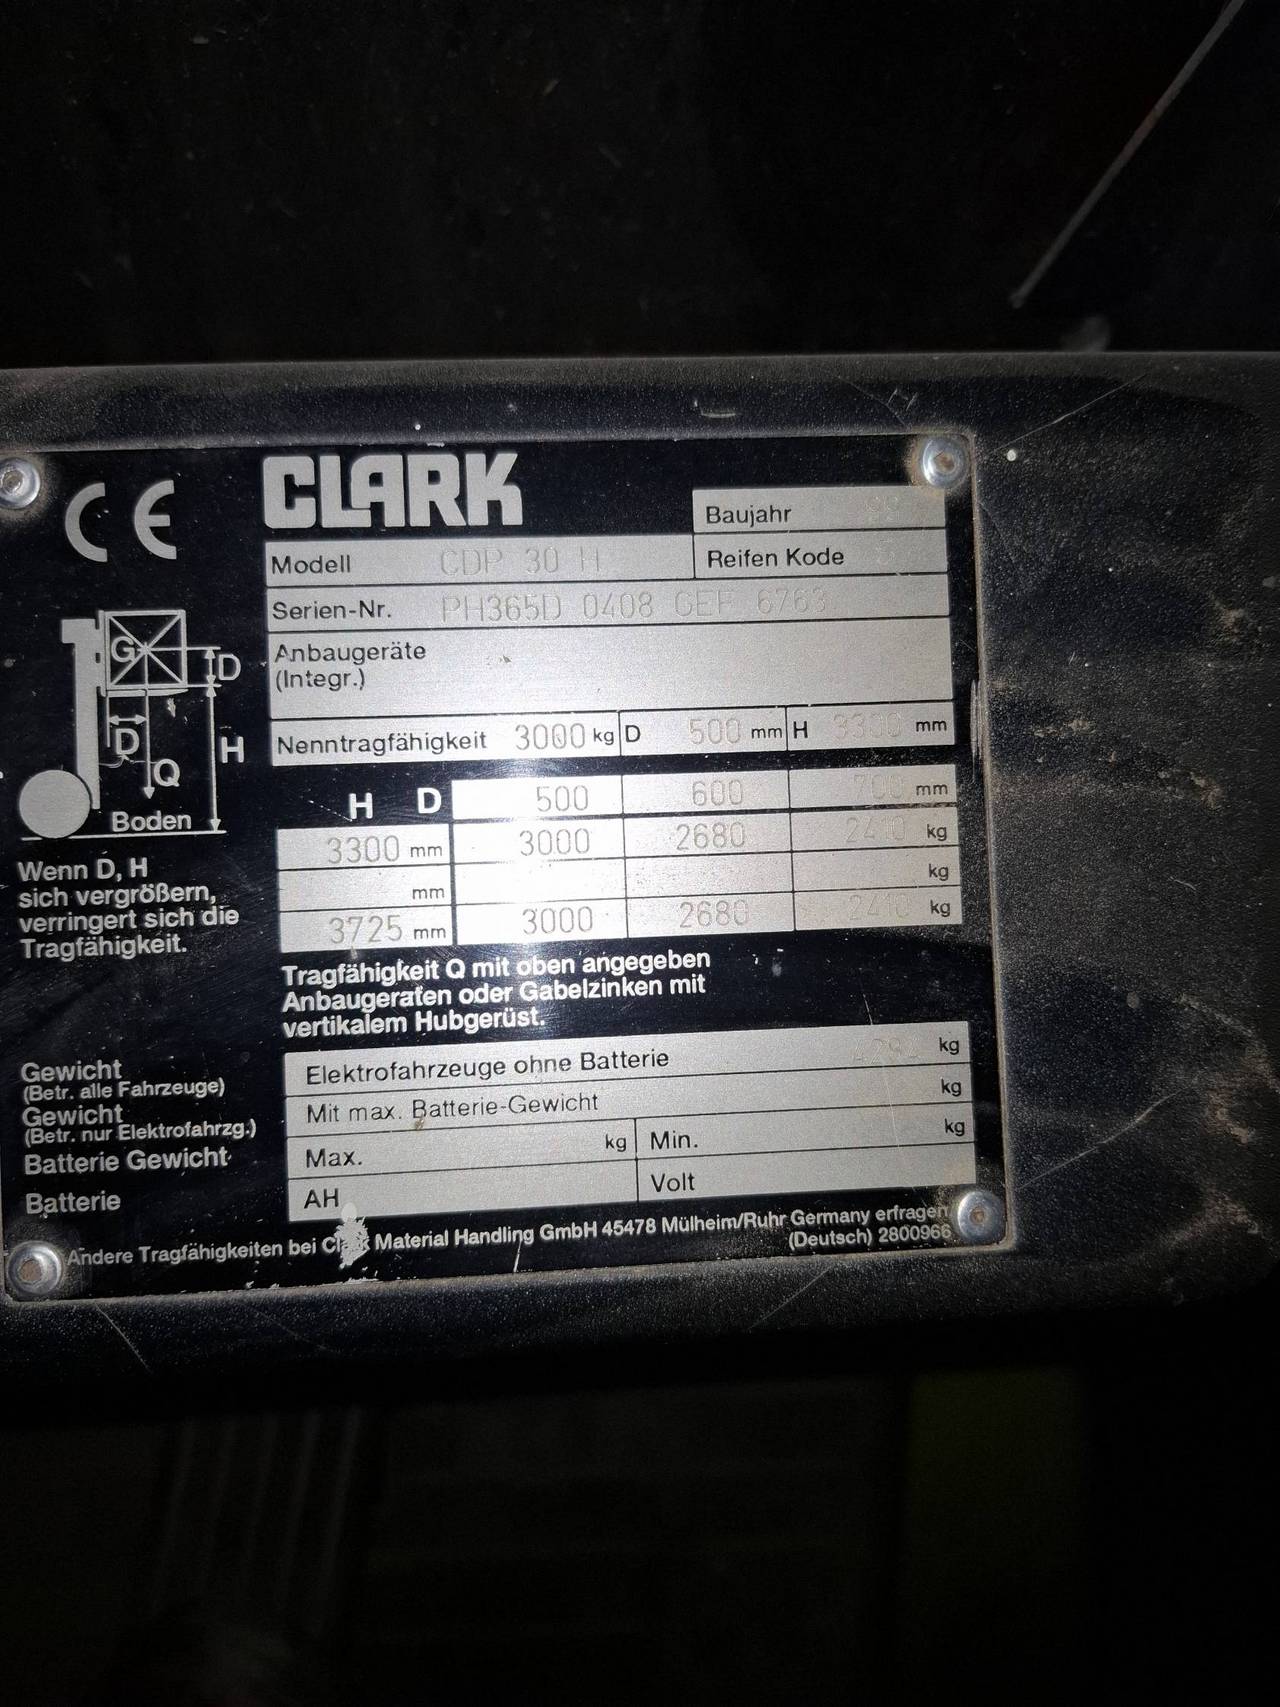 CE
CLARK
Baujahr 99
Modell CDP 30 H
Reifen Kode
Serien-Nr. PH365D 0408 GEF 6763
Anbaugeräte
(Integr.)
G
D
D
H
Q
Boden
Nenntragfähigkeit 3000 kg D 500 mm H 3300 mm
H D 500 600 700 mm
3300 mm 3000 2680 2410 kg
mm kg
3725 mm 3000 2680 2410 kg
Wenn D, H
sich vergrößern,
verringert sich die
Tragfähigkeit.
Tragfähigkeit Q mit oben angegeben
Anbaugeraten oder Gabelzinken mit
vertikalem Hubgerüst.
Gewicht
(Betr. alle Fahrzeuge)
Elektrofahrzeuge ohne Batterie kg
Gewicht
(Betr. nur Elektrofahrzg.)
Mit max. Batterie-Gewicht kg
Batterie Gewicht Max. kg Min. kg
Batterie AH Volt
Andere Tragfähigkeiten bei Clark Material Handling GmbH 45478 Mülheim/Ruhr Germany erfragen
(Deutsch) 2800966